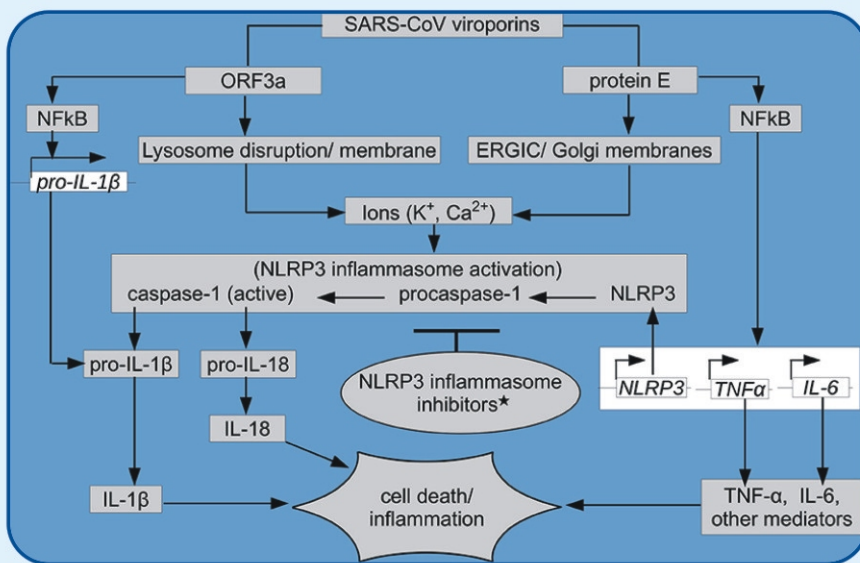 SARS-CoV viroporins
ORF3a
protein E
NFkB
NFkB
Lysosome disruption/ membrane
ERGIC/ Golgi membranes
pro-IL-1β
Ions (K⁺, Ca²⁺)
(NLRP3 inflammasome activation)
caspase-1 (active)
procaspase-1
NLRP3
pro-IL-1β
pro-IL-18
NLRP3 inflammasome
inhibitors★
NLRP3
TNFα
IL-6
IL-18
IL-1β
cell death/
inflammation
TNF-α, IL-6,
other mediators